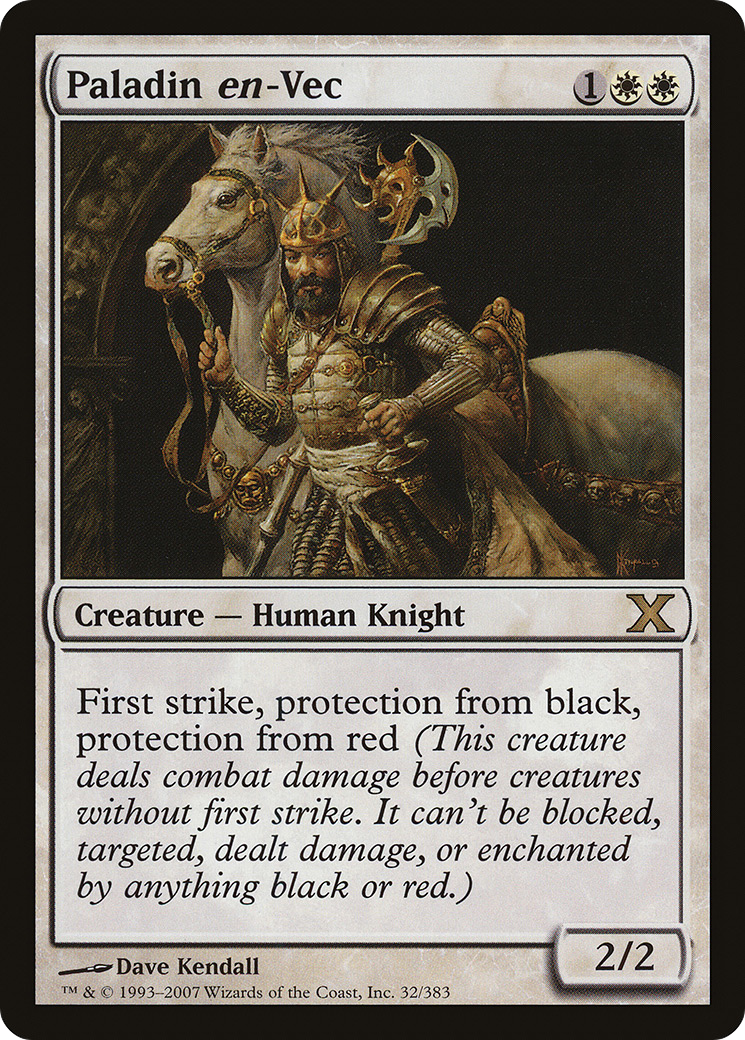 Paladin en-Vec 1
Creature — Human Knight X
First strike, protection from black,
protection from red (This creature
deals combat damage before creatures
without first strike. It can't be blocked,
targeted, dealt damage, or enchanted
by anything black or red.)
2/2
Dave Kendall
™ & © 1993–2007 Wizards of the Coast, Inc. 32/383